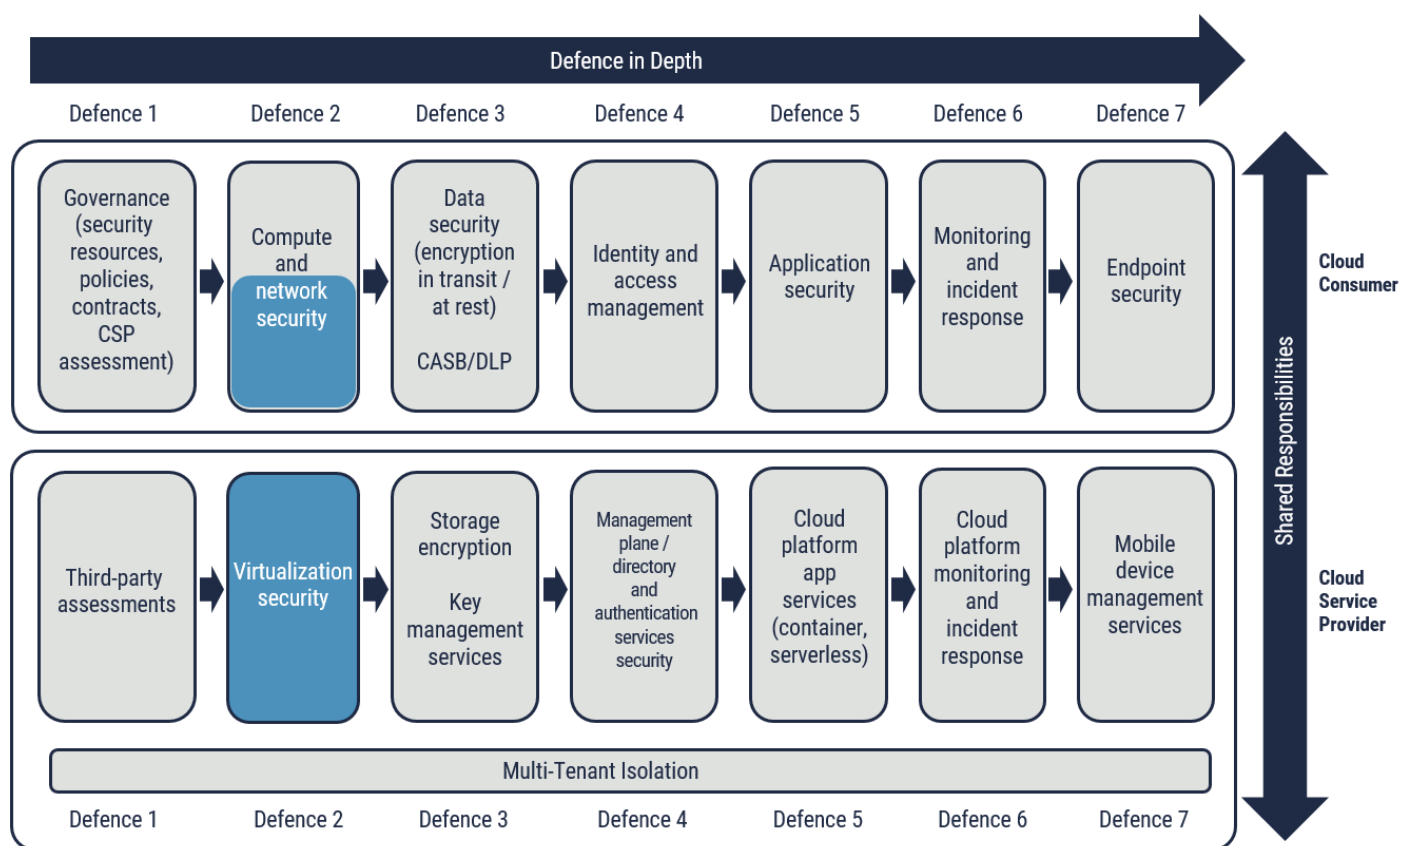 Defence in Depth
Defence 1
Defence 2
Defence 3
Defence 4
Defence 5
Defence 6
Defence 7
Governance
(security
resources,
policies,
contracts,
CSP
assessment)
Compute
and
network
security
Data
security
(encryption
in transit /
at rest)
CASB/DLP
Identity and
access
management
Application
security
Monitoring
and
incident
response
Endpoint
security
Cloud
Consumer
Shared Responsibilities
Third-party
assessments
Virtualization
security
Storage
encryption
Key
management
services
Management
plane /
directory
and
authentication
services
security
Cloud
platform
app
services
(container,
serverless)
Cloud
platform
monitoring
and
incident
response
Mobile
device
management
services
Cloud
Service
Provider
Multi-Tenant Isolation
Defence 1
Defence 2
Defence 3
Defence 4
Defence 5
Defence 6
Defence 7